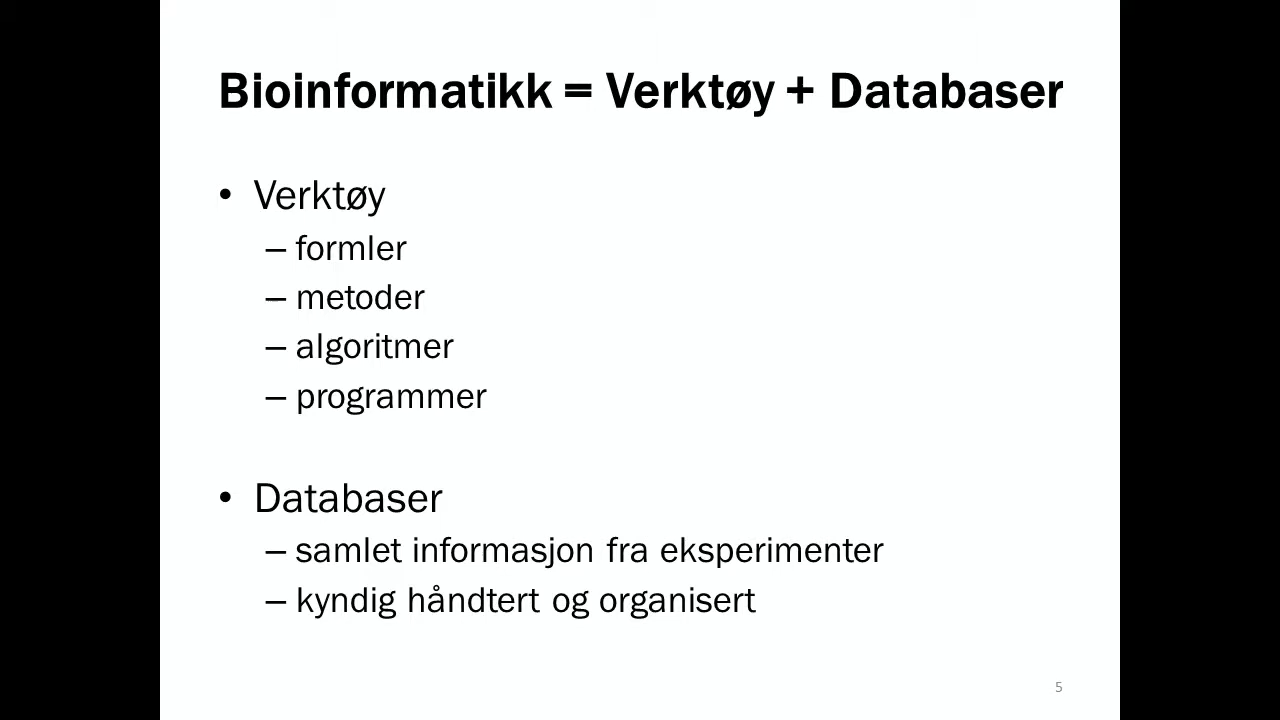 Bioinformatikk = Verktøy + Databaser
• Verktøy
– formler
– metoder
– algoritmer
– programmer
• Databaser
– samlet informasjon fra eksperimenter
– kyndig håndtert og organisert
5